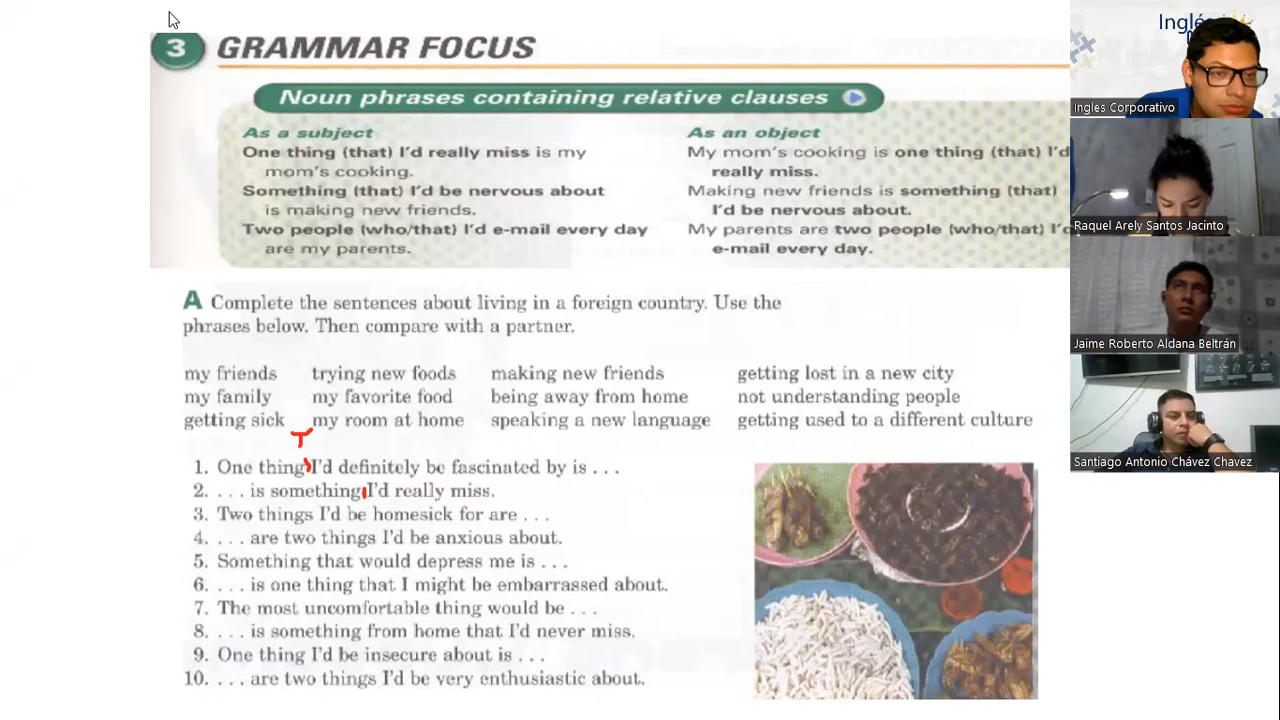 3 GRAMMAR FOCUS
Noun phrases containing relative clauses
As a subject
One thing (that) I'd really miss is my
mom's cooking.
Something (that) I'd be nervous about
is making new friends.
Two people (who/that) I'd e-mail every day
are my parents.
As an object
My mom's cooking is one thing (that) I'd
really miss.
Making new friends is something (that)
I'd be nervous about.
My parents are two people (who/that)
e-mail every day.
A Complete the sentences about living in a foreign country. Use the
phrases below. Then compare with a partner.
my friends trying new foods making new friends getting lost in a new city
my family my favorite food being away from home not understanding people
getting sick my room at home speaking a new language getting used to a different culture
T
1. One thing I'd definitely be fascinated by is . . .
2. . . . is something I'd really miss.
3. Two things I'd be homesick for are . . .
4. . . . are two things I'd be anxious about.
5. Something that would depress me is . . .
6. . . . is one thing that I might be embarrassed about.
7. The most uncomfortable thing would be . . .
8. . . . is something from home that I'd never miss.
9. One thing I'd be insecure about is . . .
10. . . . are two things I'd be very enthusiastic about.
Ingles Corporativo
Raquel Arely Santos Jacinto
Jaime Roberto Aldana Beltrán
Santiago Antonio Chávez Chavez